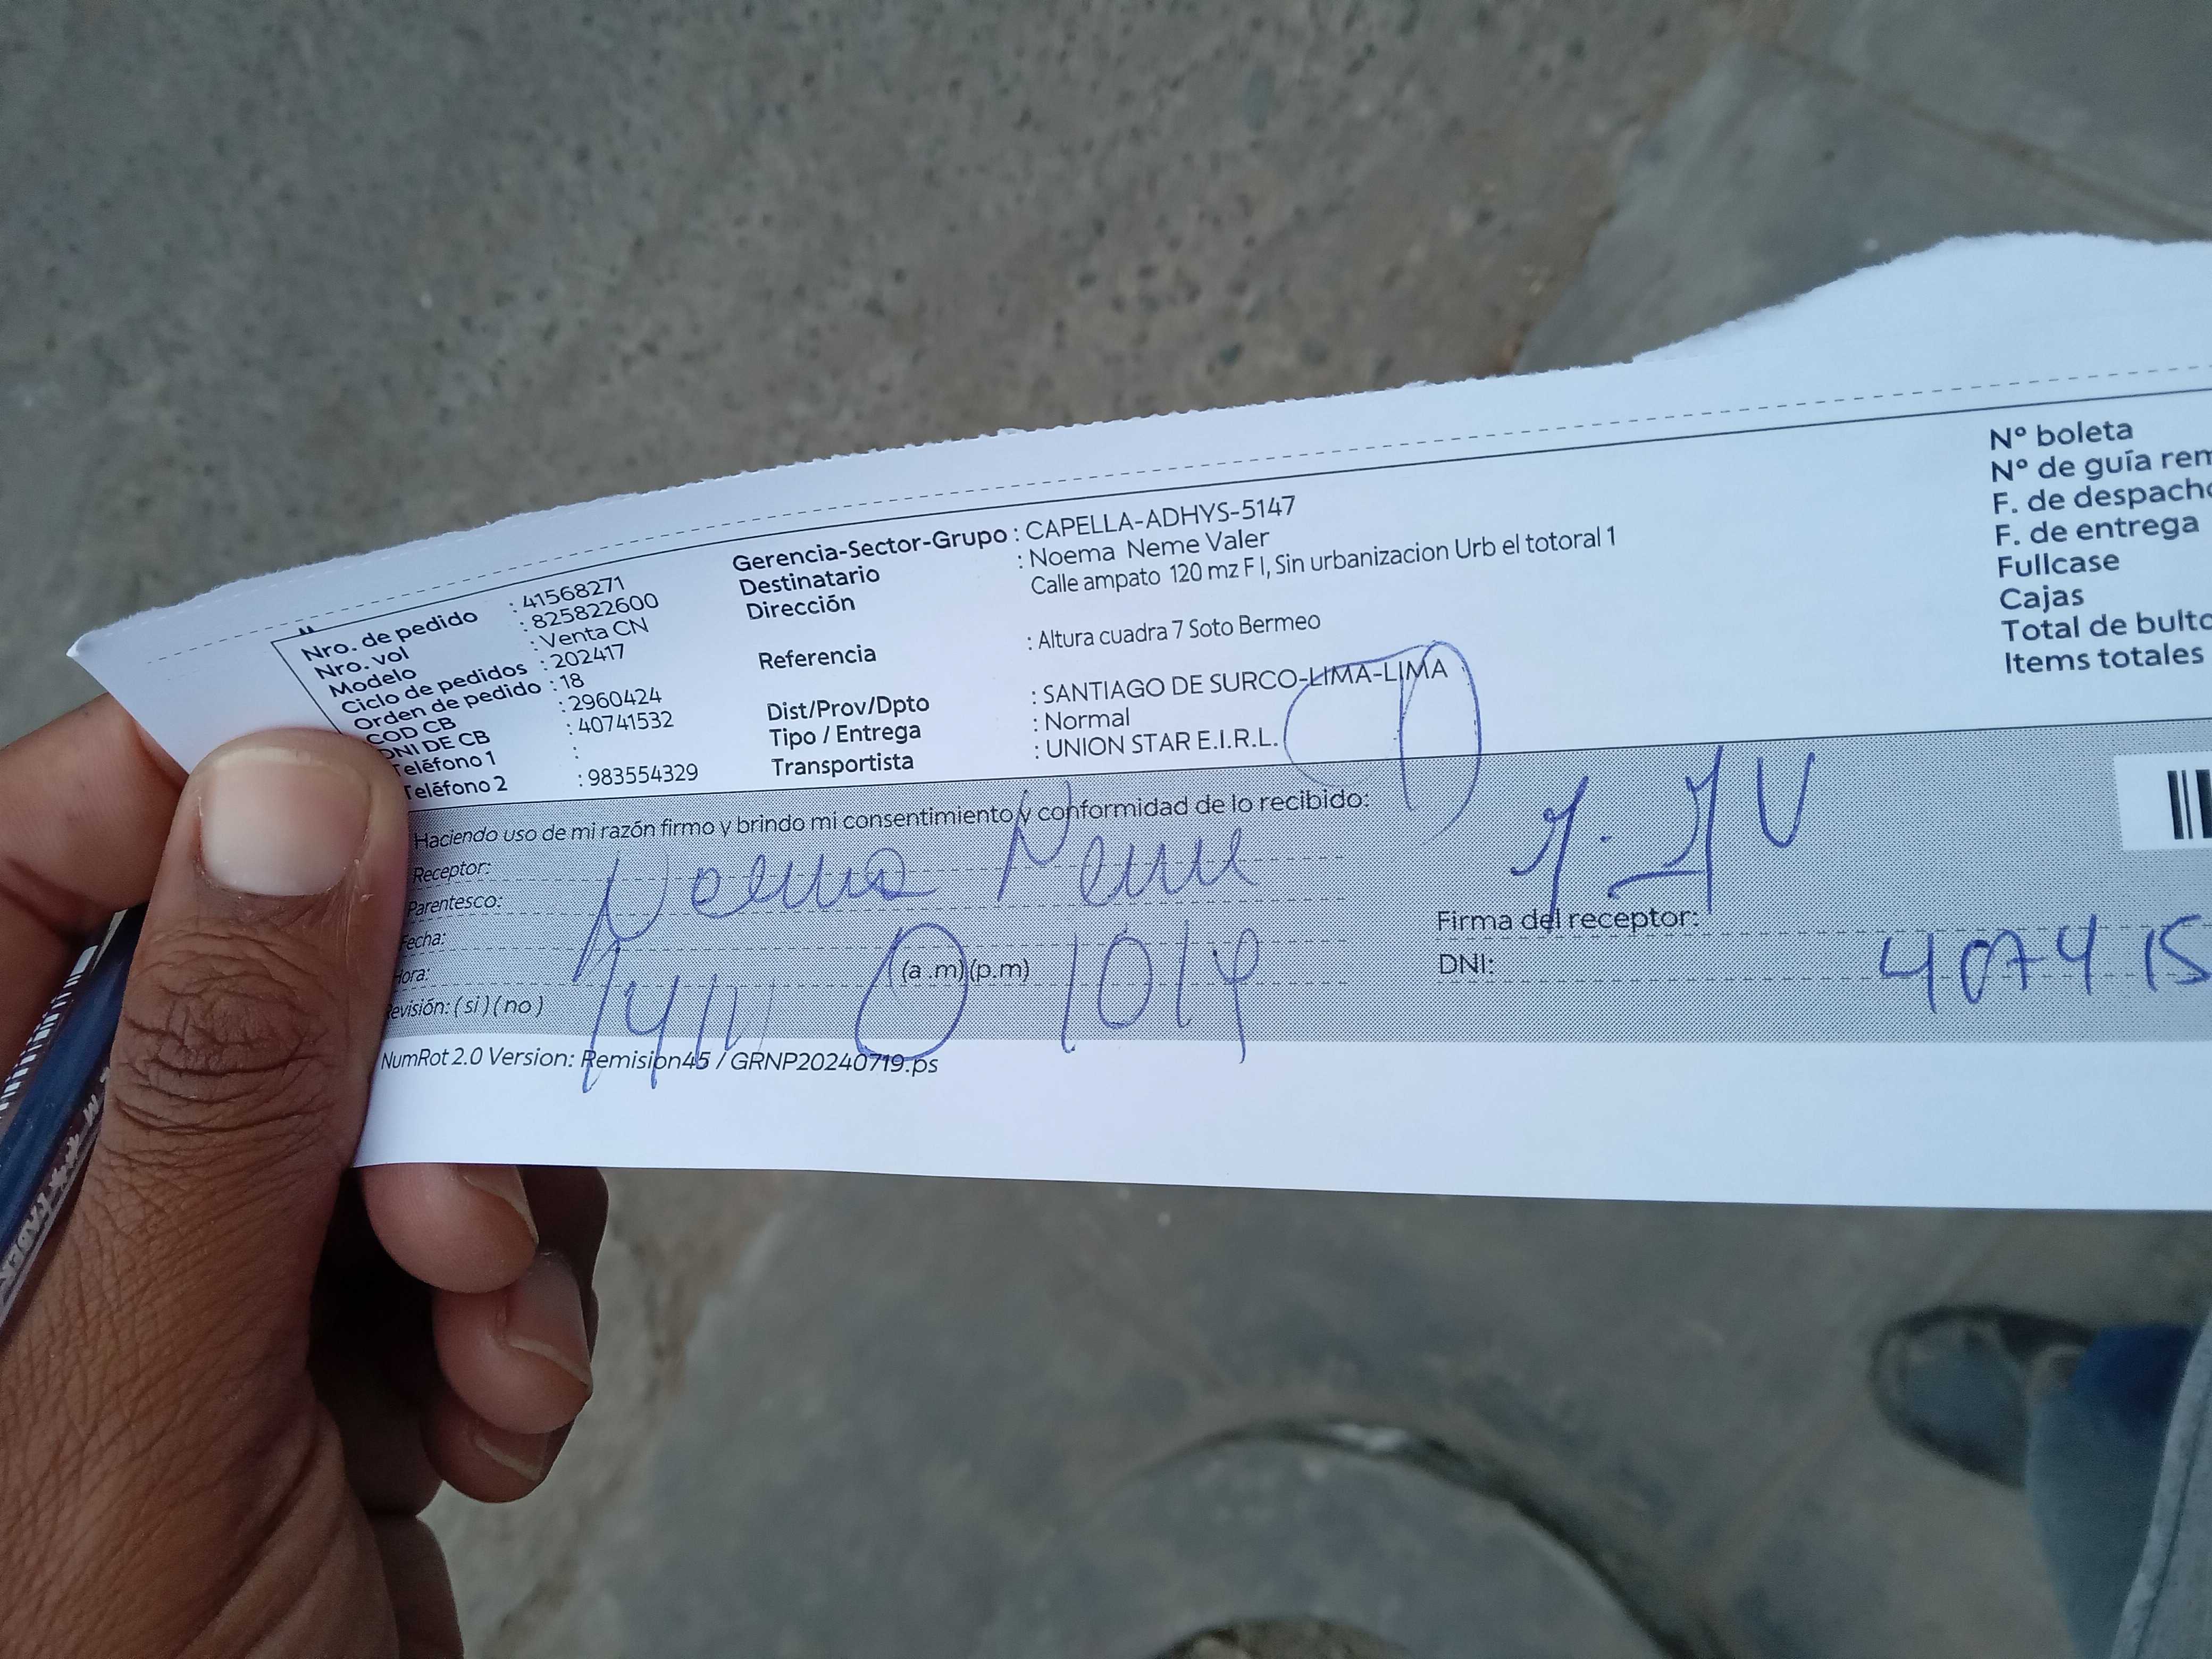 Nro. de pedido : 41568271
Nro. vol : 825822600
Modelo : Venta CN
Ciclo de pedidos : 202417
Orden de pedido : 18
COD CB : 2960424
DNI DE CB : 40741532
Teléfono 1 :
Teléfono 2 : 983554329
Gerencia-Sector-Grupo : CAPELLA-ADHYS-5147
Destinatario : Noema Neme Valer
Dirección Calle ampato 120 mz F l, Sin urbanizacion Urb el totoral 1
Referencia : Altura cuadra 7 Soto Bermeo
Dist/Prov/Dpto : SANTIAGO DE SURCO-LIMA-LIMA
Tipo / Entrega : Normal
Transportista : UNION STAR E.I.R.L.
Nº boleta
Nº de guía rem
F. de despacho
F. de entrega
Fullcase
Cajas
Total de bulto
Items totales
Haciendo uso de mi razón firmo y brindo mi consentimiento y conformidad de lo recibido:
Receptor: Noema Neme
Parentesco:
Fecha:
Hora: (a .m)(p.m)
Revisión: ( si ) ( no )
Firma del receptor:
DNI: 4074 15
NumRot 2.0 Version: Remision45 / GRNP20240719.ps